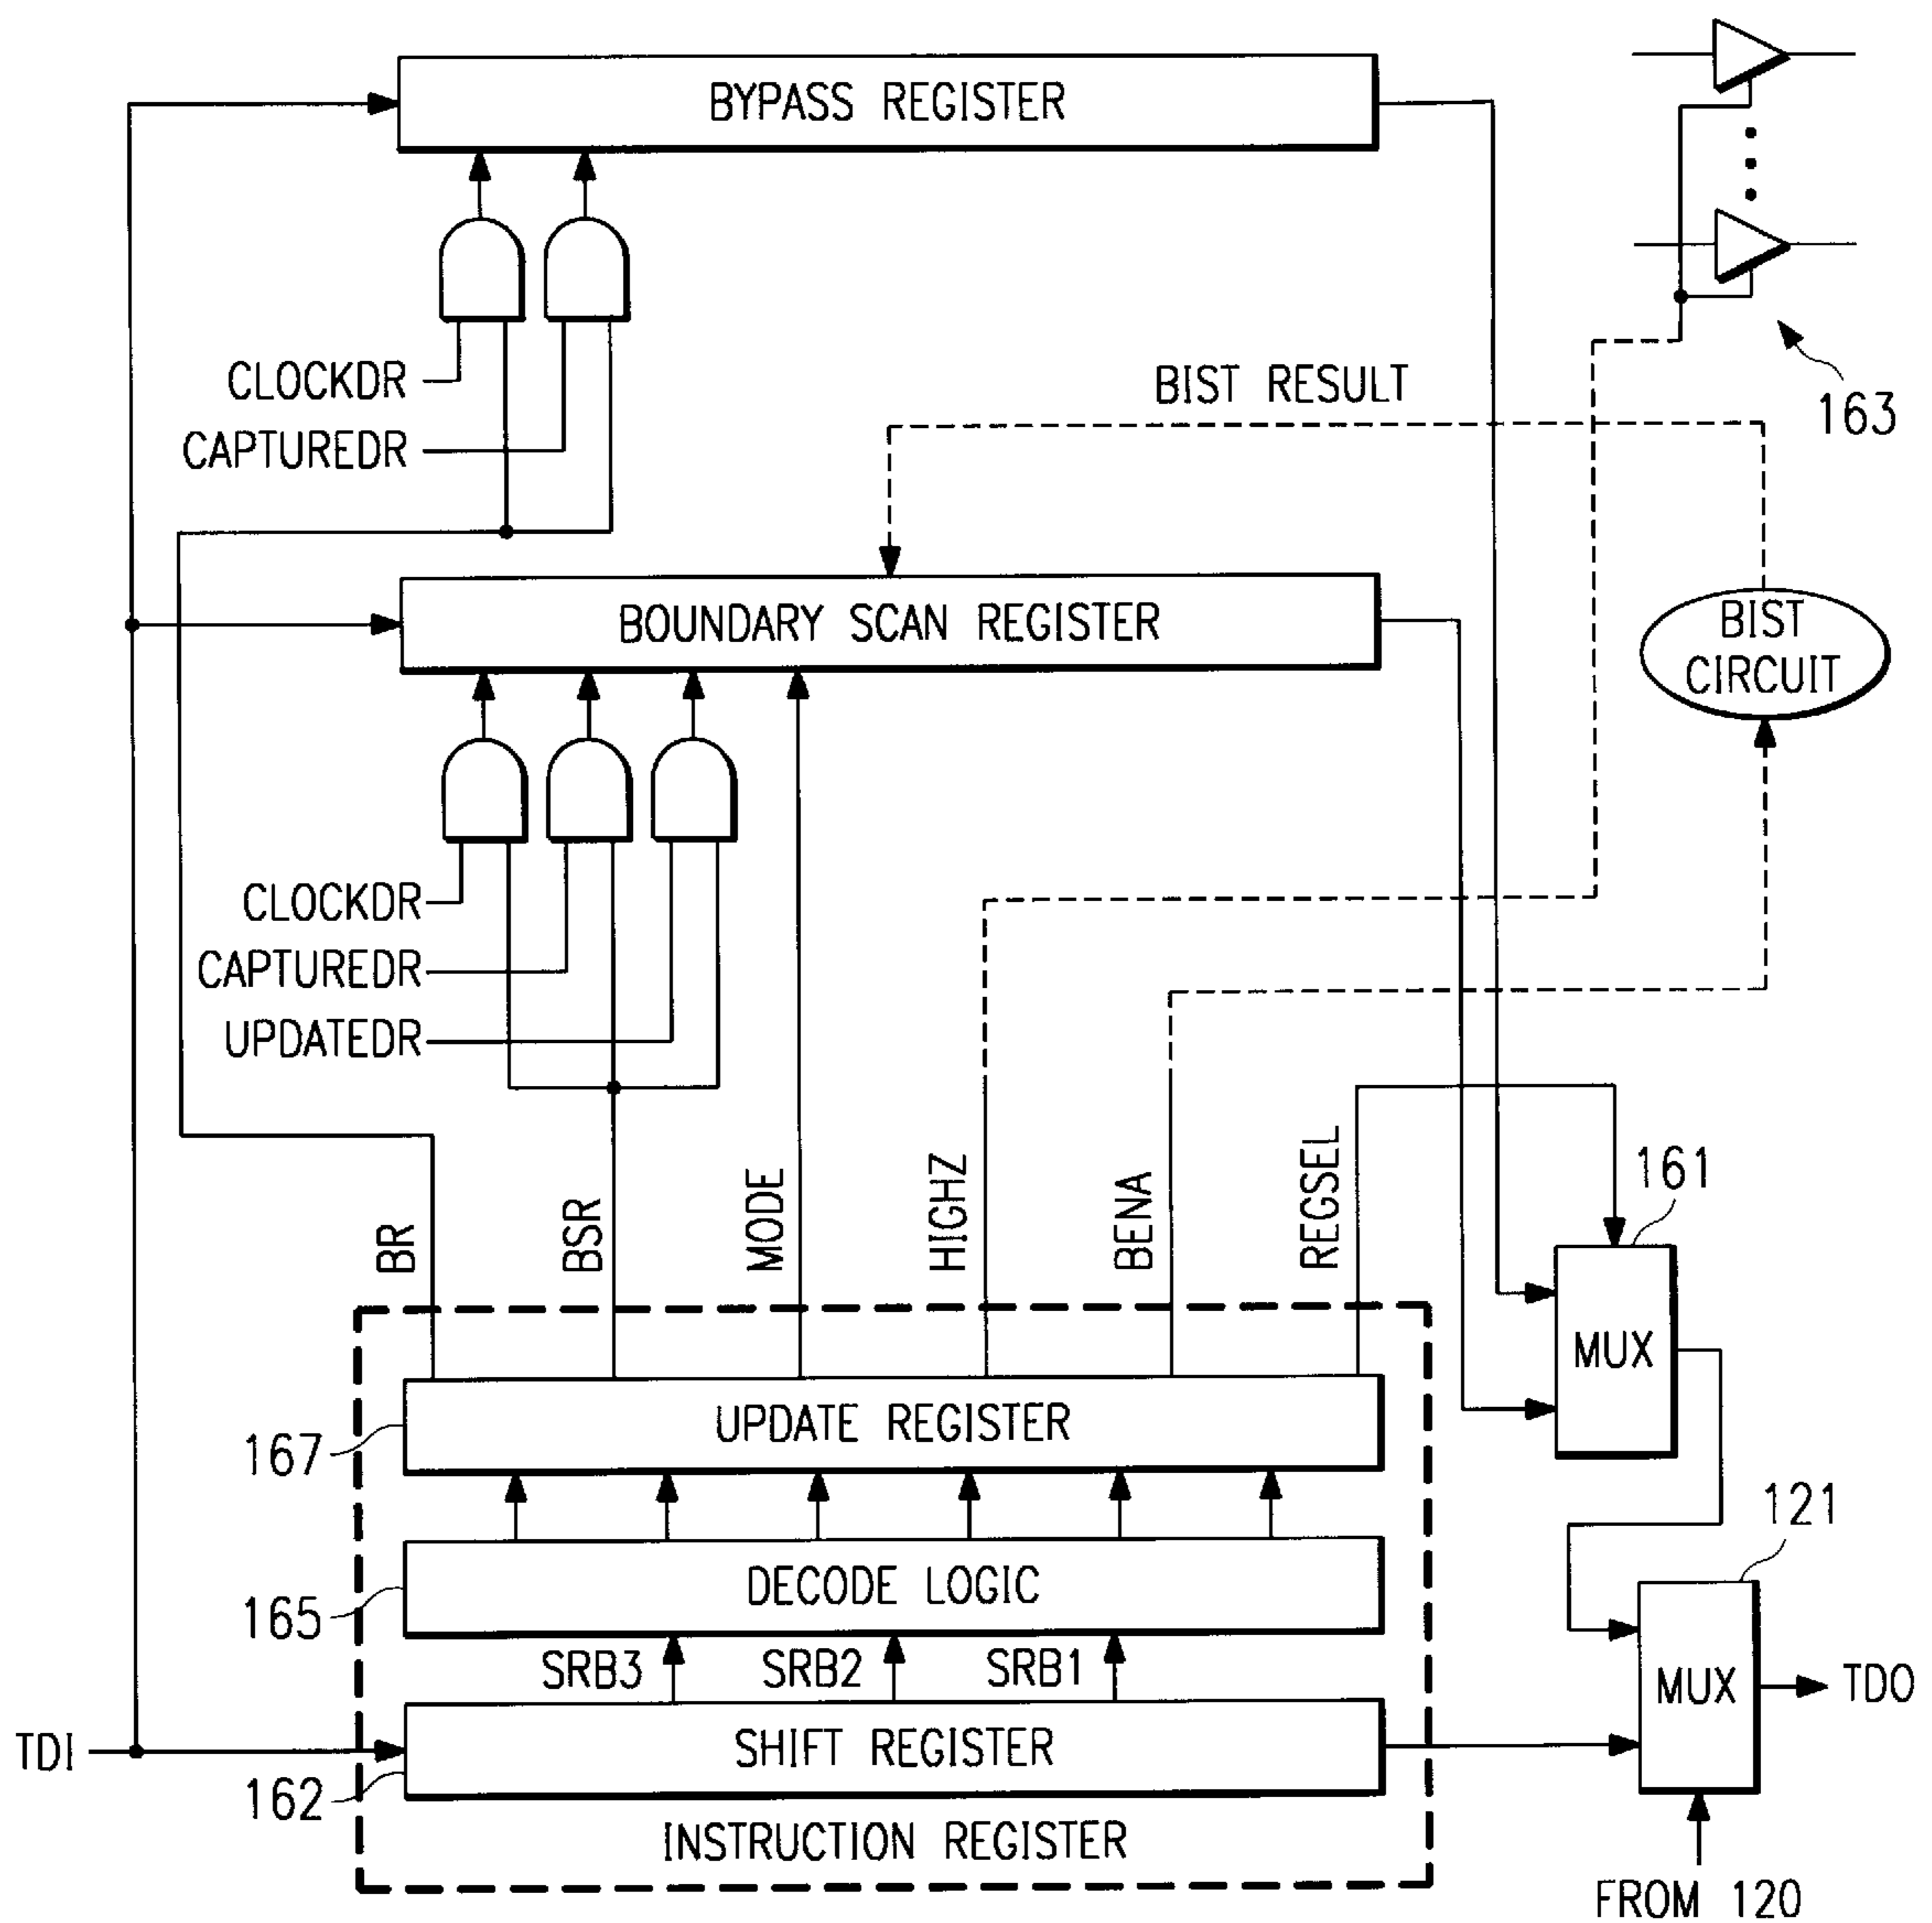 BYPASS REGISTER
CLOCKDR
CAPTUREDR
BIST RESULT
163
BOUNDARY SCAN REGISTER
BIST
CIRCUIT
CLOCKDR
CAPTUREDR
UPDATEDR
BR
BSR
MODE
HIGHZ
BENA
REGSEL
161
MUX
UPDATE REGISTER
167
121
DECODE LOGIC
165
SRB3
SRB2
SRB1
MUX
TDO
TDI
SHIFT REGISTER
162
INSTRUCTION REGISTER
FROM 120